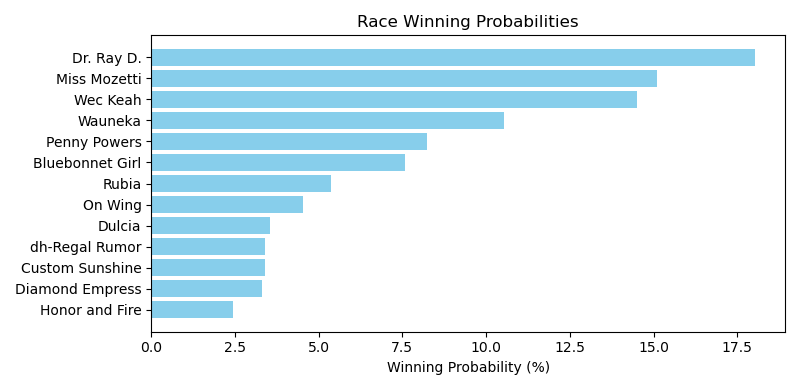 Race Winning Probabilities
Dr. Ray D.
Miss Mozetti
Wec Keah
Wauneka
Penny Powers
Bluebonnet Girl
Rubia
On Wing
Dulcia
dh-Regal Rumor
Custom Sunshine
Diamond Empress
Honor and Fire
0.0 2.5 5.0 7.5 10.0 12.5 15.0 17.5
Winning Probability (%)